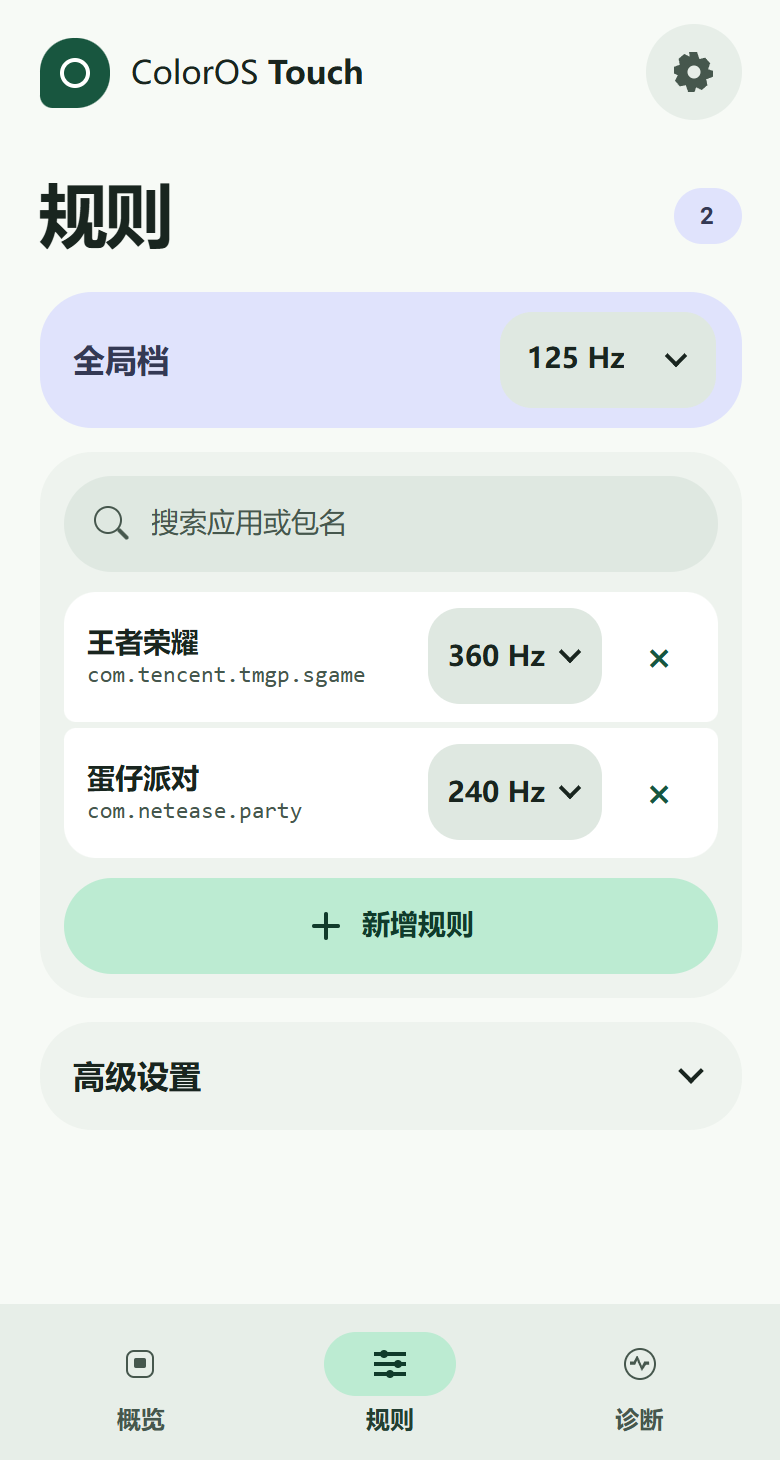 ColorOS Touch
规则
2
全局档
125 Hz
搜索应用或包名
王者荣耀
com.tencent.tmgp.sgame
360 Hz
×
蛋仔派对
com.netease.party
240 Hz
×
+ 新增规则
高级设置
概览
规则
诊断